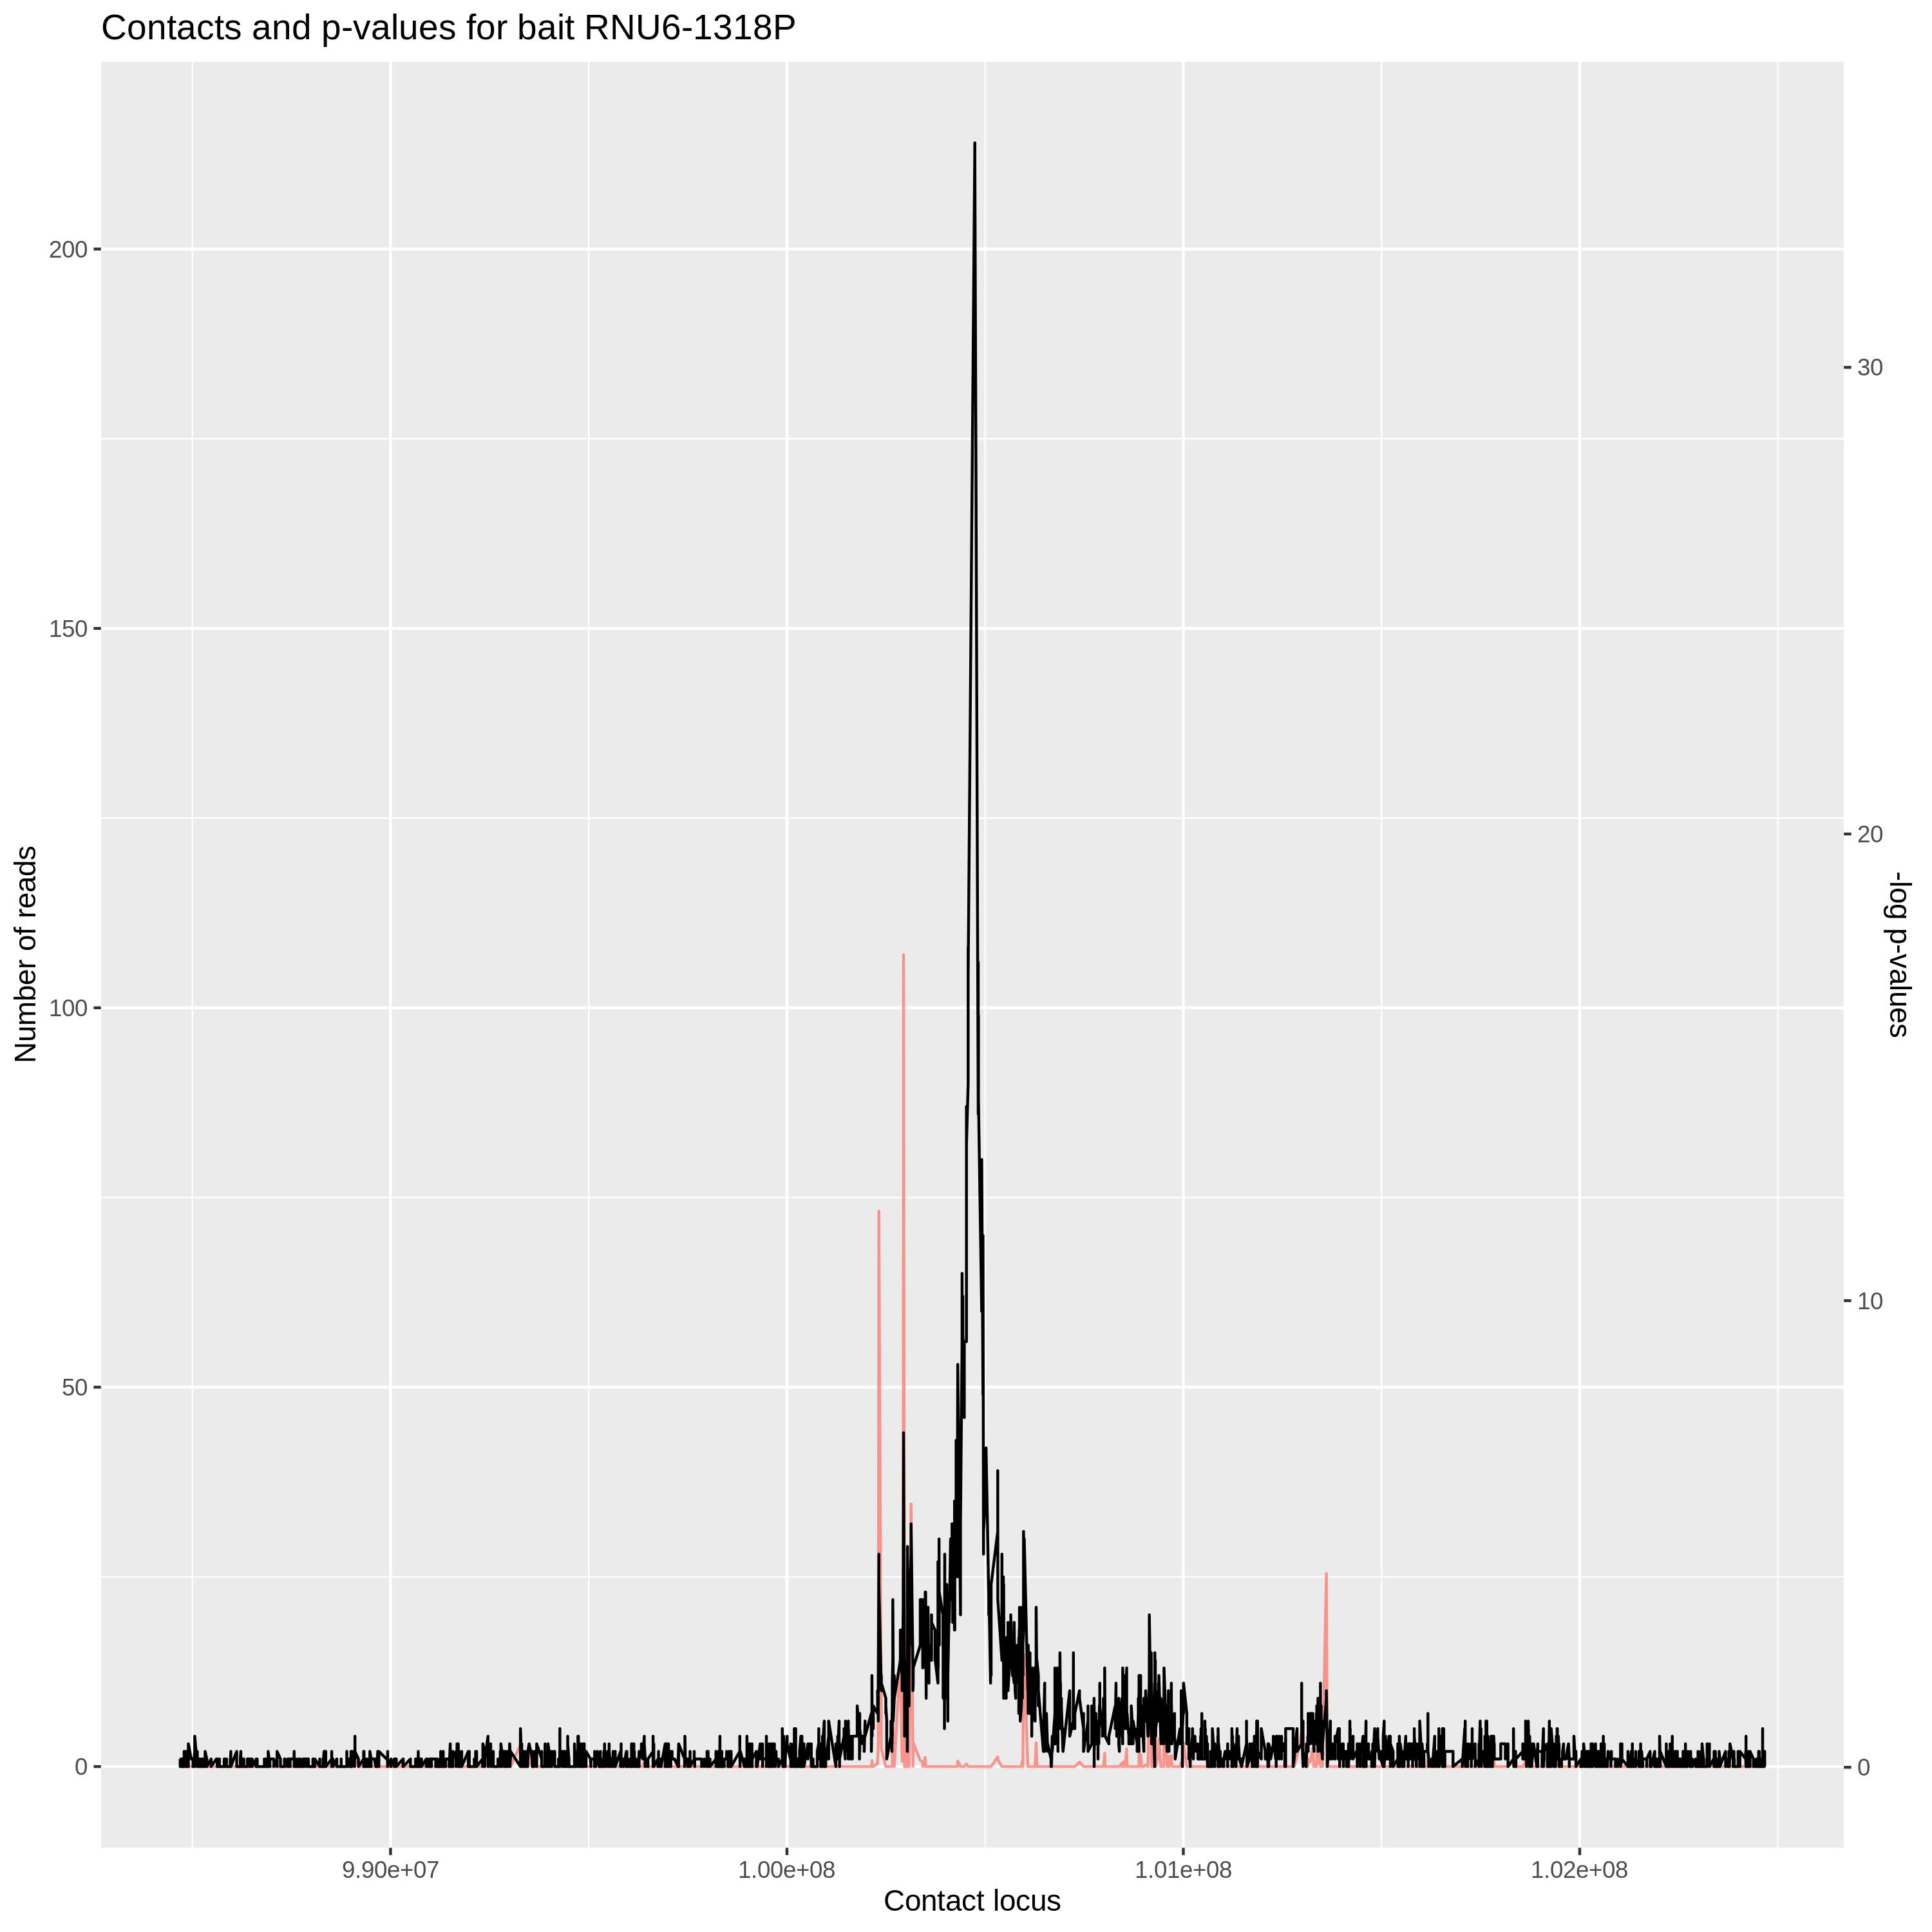 Contacts and p-values for bait RNU6-1318P
200
150
100
50
0
Number of reads
30
20
10
0
-log p-values
9.90e+07
1.00e+08
1.01e+08
1.02e+08
Contact locus